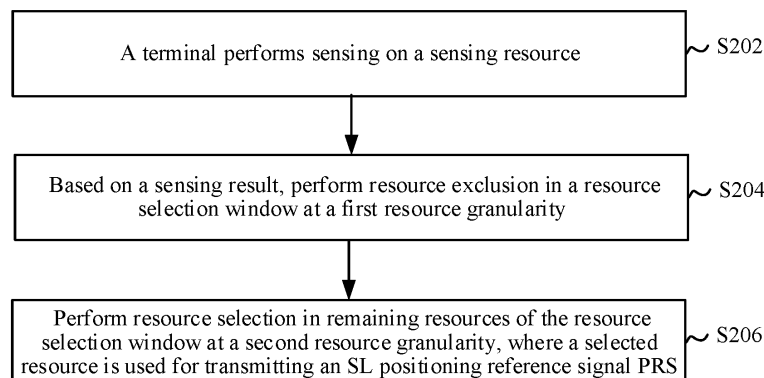 A terminal performs sensing on a sensing resource
S202
Based on a sensing result, perform resource exclusion in a resource
selection window at a first resource granularity
S204
Perform resource selection in remaining resources of the resource
selection window at a second resource granularity, where a selected
resource is used for transmitting an SL positioning reference signal PRS
S206